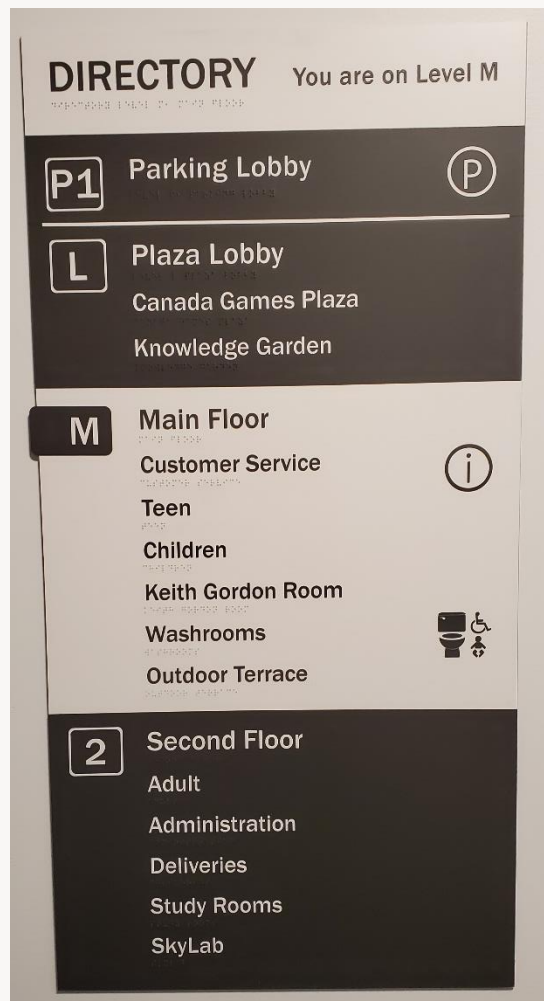 DIRECTORY You are on Level M
P1 Parking Lobby P
L Plaza Lobby
Canada Games Plaza
Knowledge Garden
M Main Floor
Customer Service i
Teen
Children
Keith Gordon Room
Washrooms
Outdoor Terrace
2 Second Floor
Adult
Administration
Deliveries
Study Rooms
SkyLab